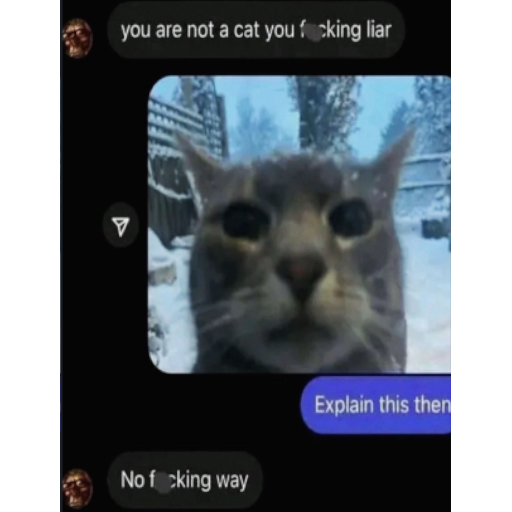 you are not a cat you f cking liar
Explain this then
No f cking way